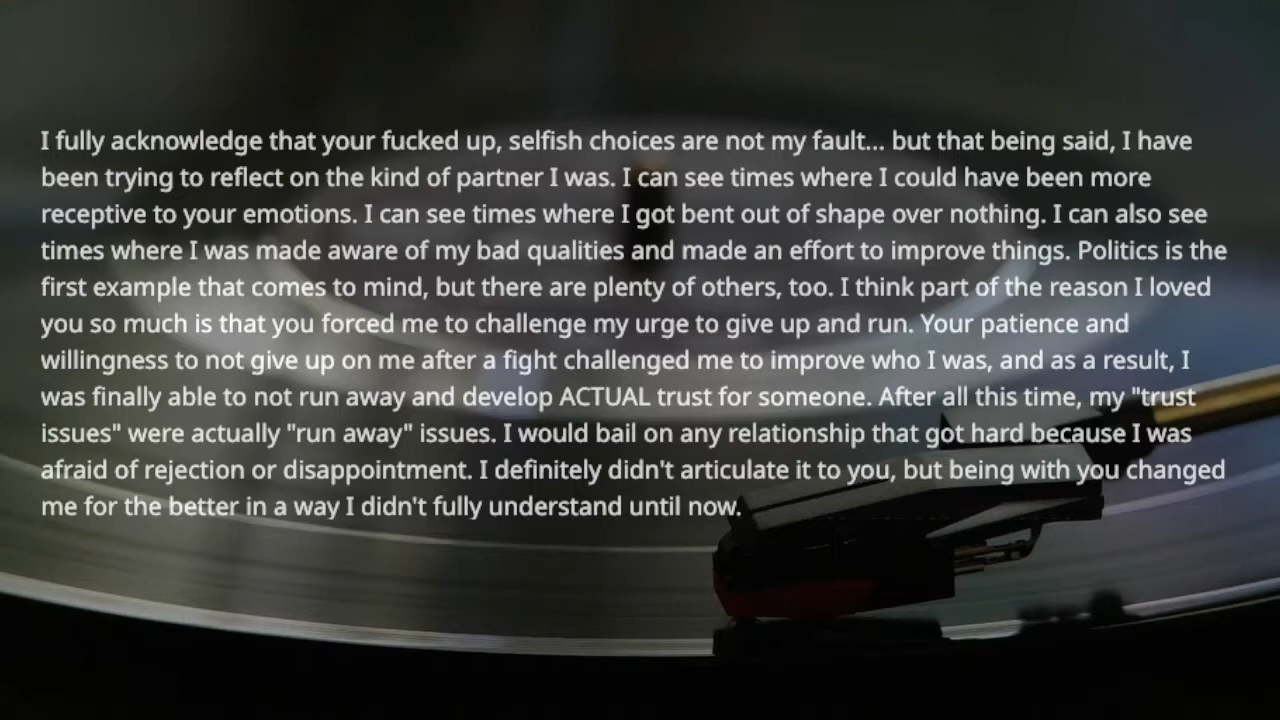 I fully acknowledge that your fucked up, selfish choices are not my fault... but that being said, I have
been trying to reflect on the kind of partner I was. I can see times where I could have been more
receptive to your emotions. I can see times where I got bent out of shape over nothing. I can also see
times where I was made aware of my bad qualities and made an effort to improve things. Politics is the
first example that comes to mind, but there are plenty of others, too. I think part of the reason I loved
you so much is that you forced me to challenge my urge to give up and run. Your patience and
willingness to not give up on me after a fight challenged me to improve who I was, and as a result, I
was finally able to not run away and develop ACTUAL trust for someone. After all this time, my "trust
issues" were actually "run away" issues. I would bail on any relationship that got hard because I was
afraid of rejection or disappointment. I definitely didn't articulate it to you, but being with you changed
me for the better in a way I didn't fully understand until now.